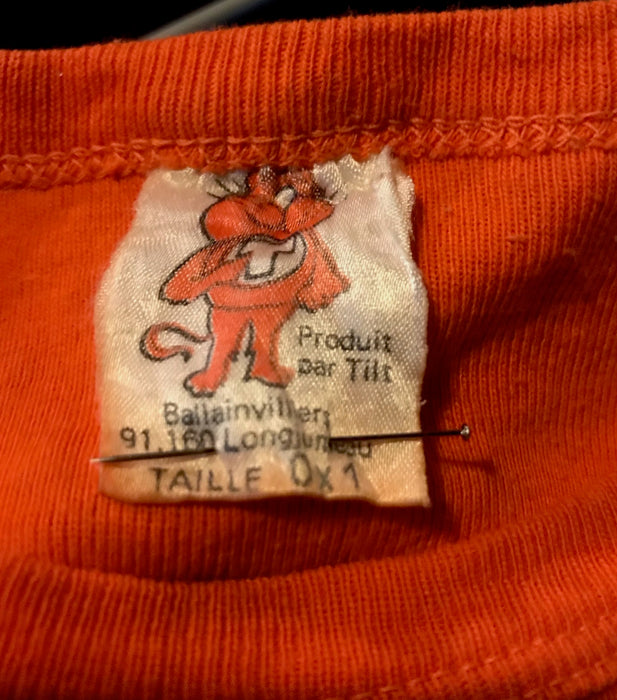 T
Produit
par Tilt
Ballainvilliers
91.160 Longjumeau
TAILLE 0x1